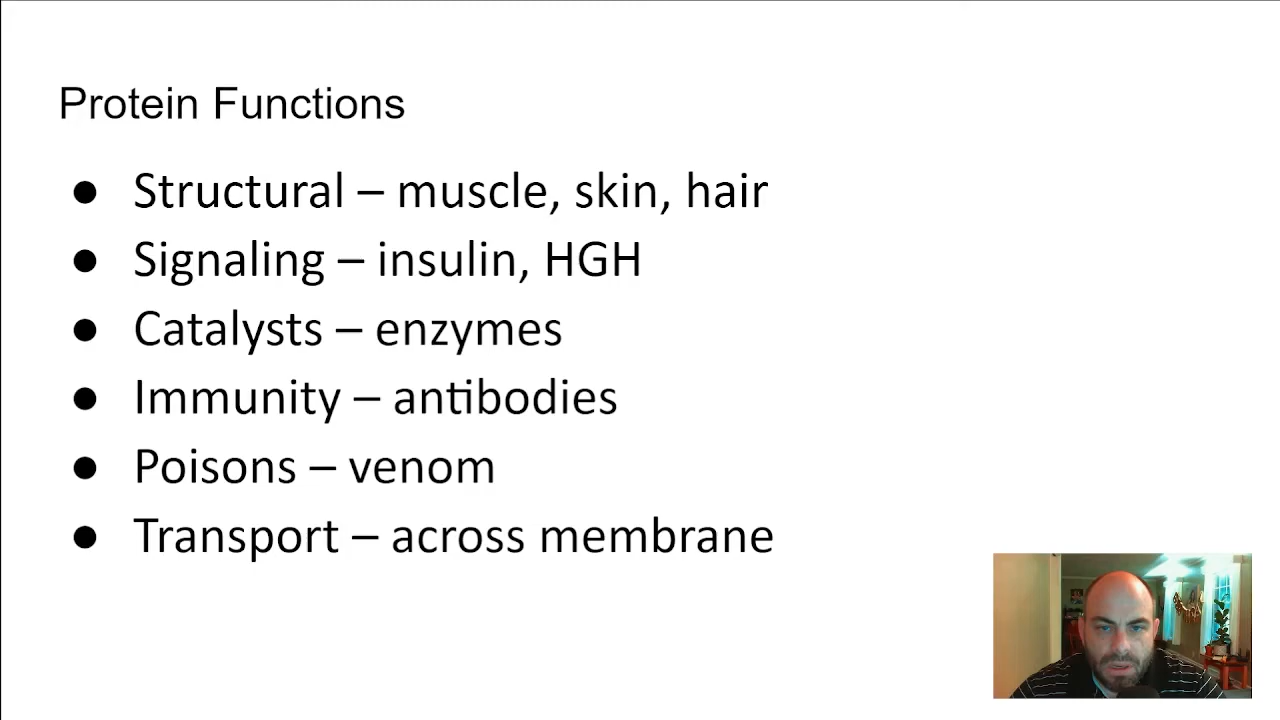 Protein Functions
● Structural – muscle, skin, hair
● Signaling – insulin, HGH
● Catalysts – enzymes
● Immunity – antibodies
● Poisons – venom
● Transport – across membrane